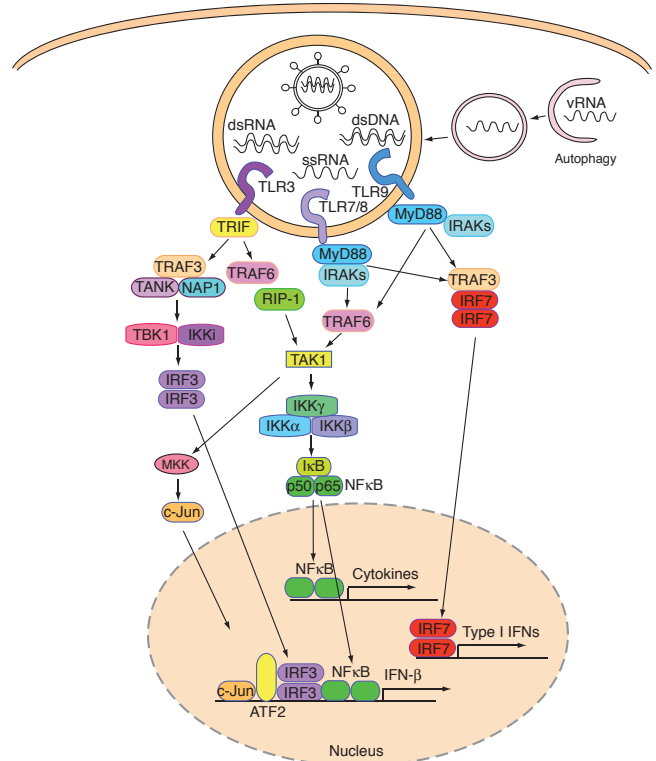 vRNA
Autophagy
dsRNA
dsDNA
ssRNA
TLR3
TLR7/8
TLR9
TRIF
MyD88
IRAKs
MyD88
IRAKs
TRAF3
TANK NAP1
TRAF6
RIP-1
TRAF6
TRAF3
IRF7
IRF7
TBK1 IKKi
TAK1
IRF3
IRF3
IKKγ
IKKα IKKβ
MKK
IκB
p50 p65 NFκB
c-Jun
NFκB
Cytokines
IRF7
IRF7
Type I IFNs
c-Jun
ATF2
IRF3
IRF3
NFκB
IFN-β
Nucleus